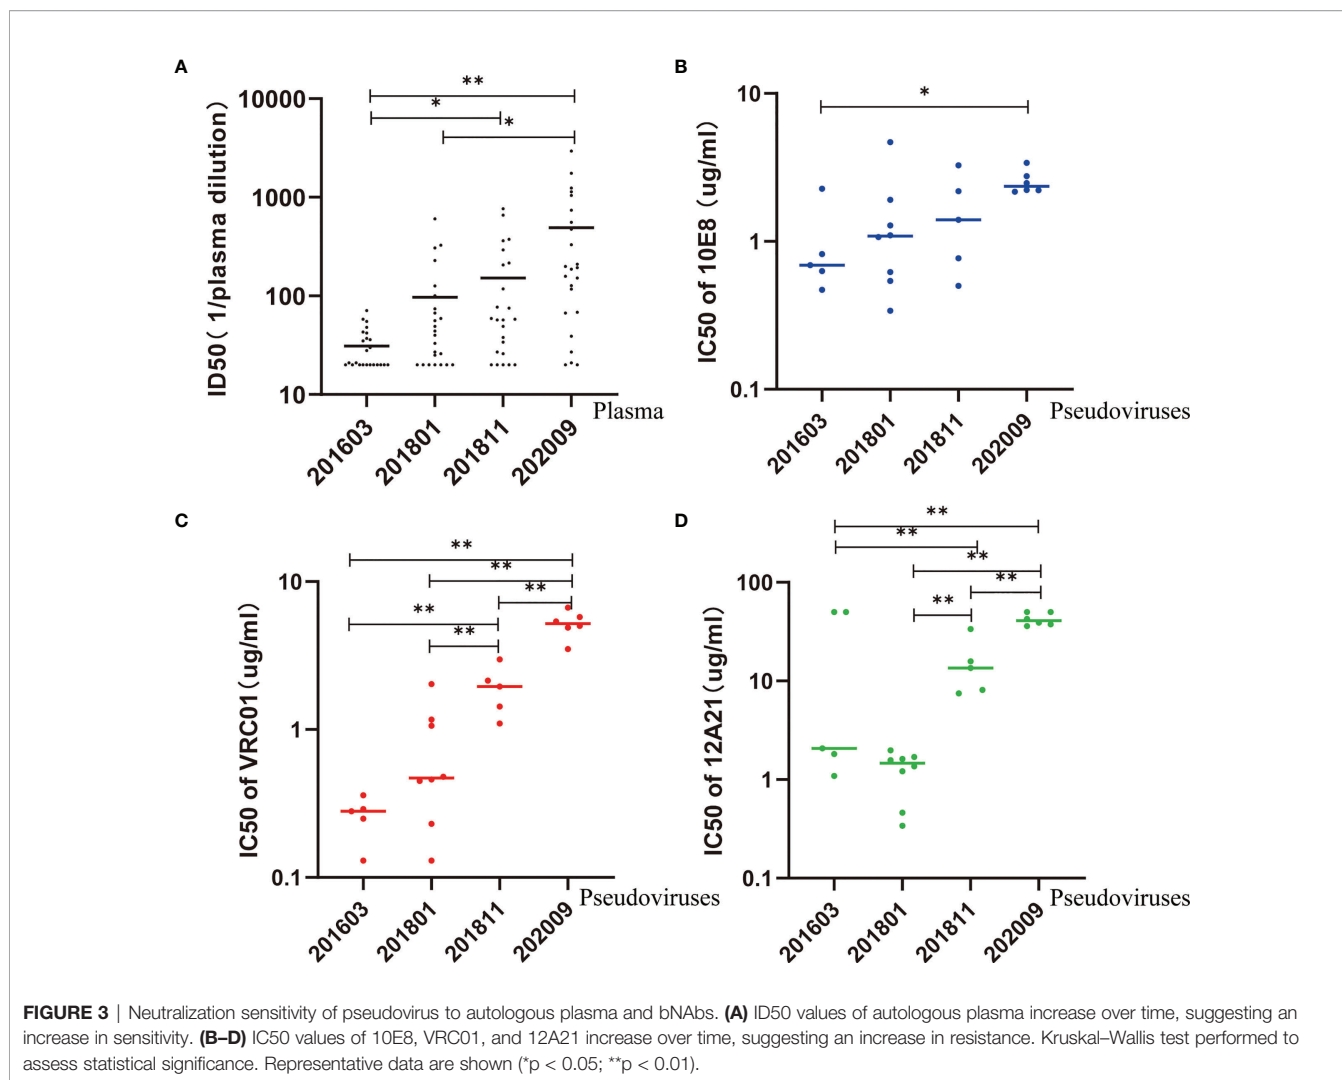 A
**
*
*
10000
1000
100
10
ID50( 1/plasma dilution)
Plasma
201603
201801
201811
202009
B
*
10
1
0.1
IC50 of 10E8 (ug/ml)
Pseudoviruses
201603
201801
201811
202009
C
**
**
**
**
**
10
1
0.1
IC50 of VRC01(ug/ml)
Pseudoviruses
201603
201801
201811
202009
D
**
**
**
**
**
100
10
1
0.1
IC50 of 12A21(ug/ml)
Pseudoviruses
201603
201801
201811
202009
FIGURE 3 | Neutralization sensitivity of pseudovirus to autologous plasma and bNAbs. (A) ID50 values of autologous plasma increase over time, suggesting an
increase in sensitivity. (B–D) IC50 values of 10E8, VRC01, and 12A21 increase over time, suggesting an increase in resistance. Kruskal–Wallis test performed to
assess statistical significance. Representative data are shown (*p < 0.05; **p < 0.01).